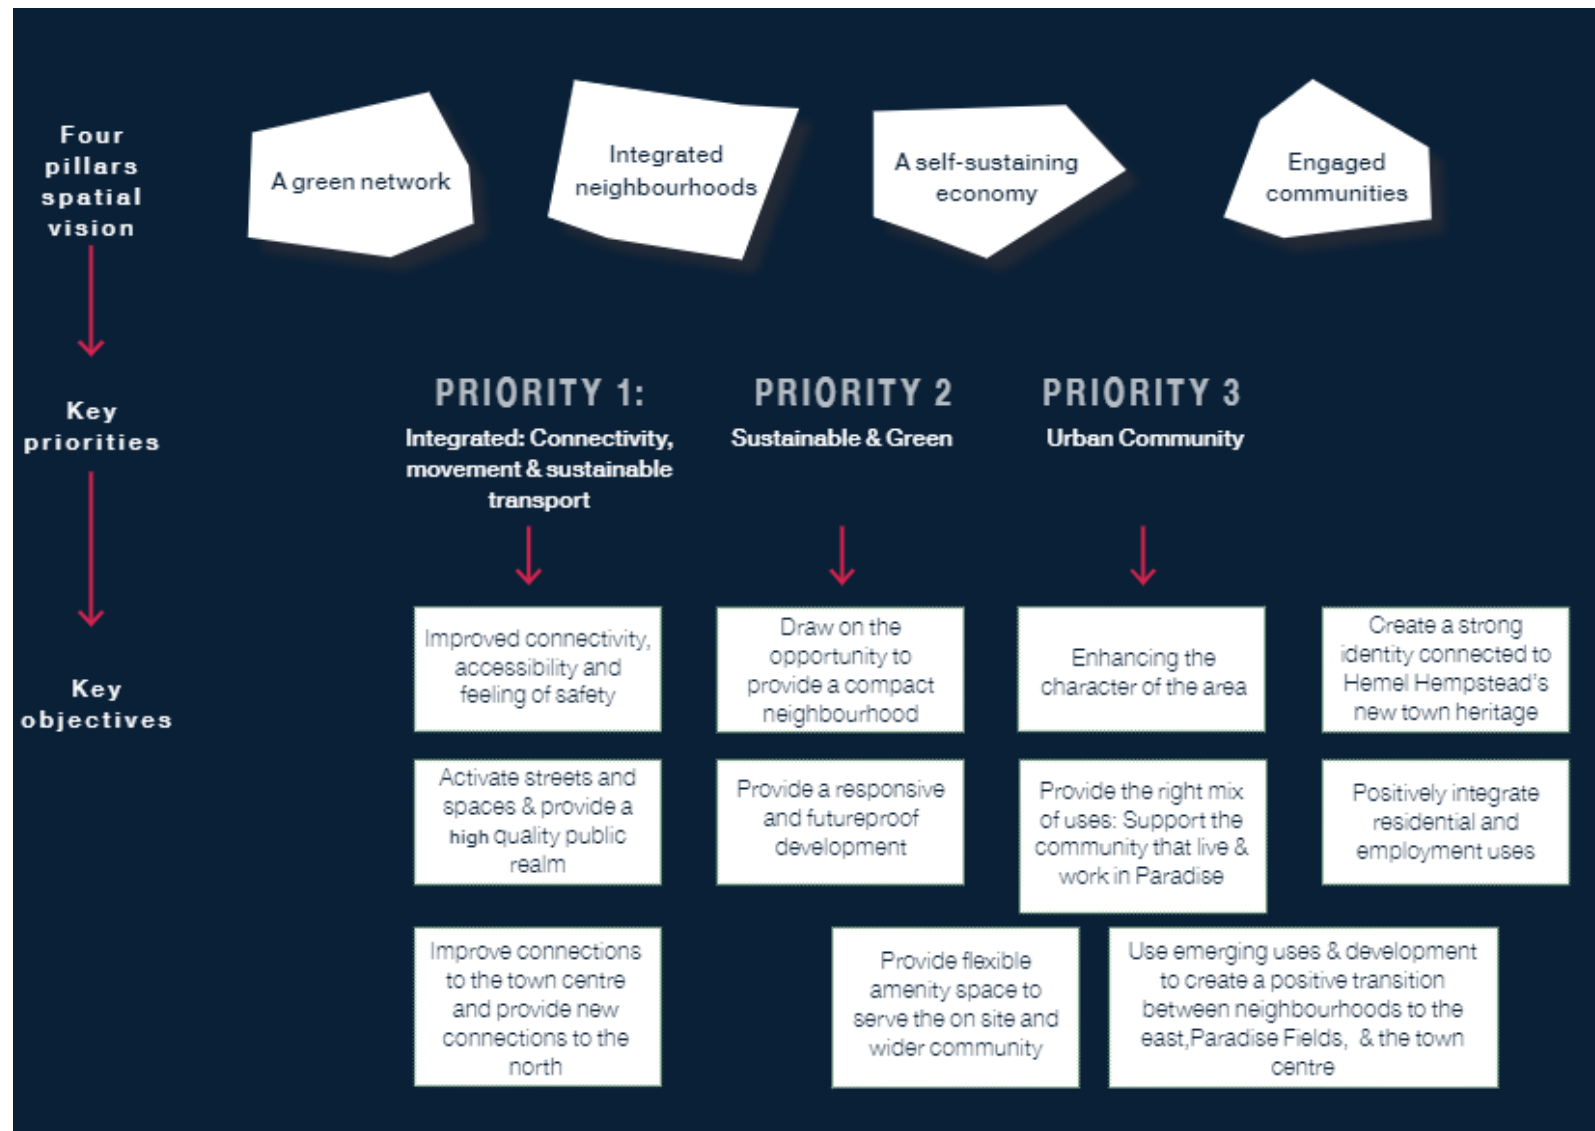 Four
pillars
spatial
vision
A green network
Integrated
neighbourhoods
A self-sustaining
economy
Engaged
communities
Key
priorities
PRIORITY 1:
Integrated: Connectivity,
movement & sustainable
transport
PRIORITY 2
Sustainable & Green
PRIORITY 3
Urban Community
Key
objectives
Improved connectivity,
accessibility and
feeling of safety
Draw on the
opportunity to
provide a compact
neighbourhood
Enhancing the
character of the area
Create a strong
identity connected to
Hemel Hempstead's
new town heritage
Activate streets and
spaces & provide a
high quality public
realm
Provide a responsive
and futureproof
development
Provide the right mix
of uses: Support the
community that live &
work in Paradise
Positively integrate
residential and
employment uses
Improve connections
to the town centre
and provide new
connections to the
north
Provide flexible
amenity space to
serve the on site and
wider community
Use emerging uses & development
to create a positive transition
between neighbourhoods to the
east,Paradise Fields,  & the town
centre